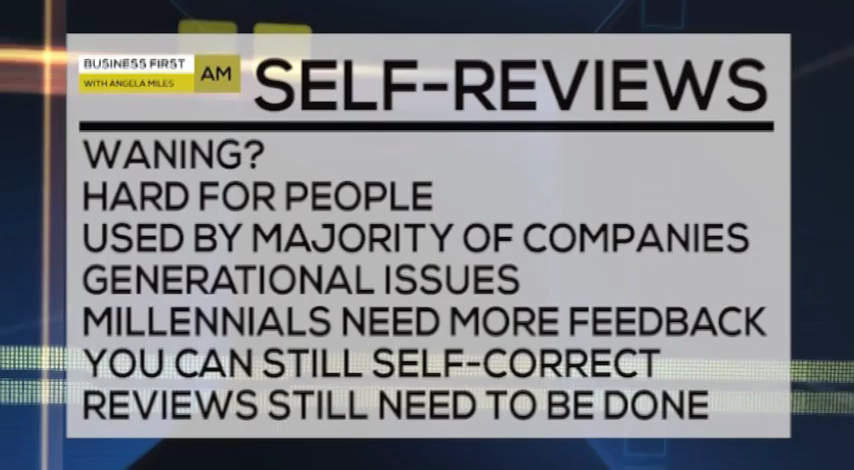 BUSINESS FIRST
WITH ANGELA MILES
AM
SELF-REVIEWS
WANING?
HARD FOR PEOPLE
USED BY MAJORITY OF COMPANIES
GENERATIONAL ISSUES
MILLENNIALS NEED MORE FEEDBACK
YOU CAN STILL SELF-CORRECT
REVIEWS STILL NEED TO BE DONE